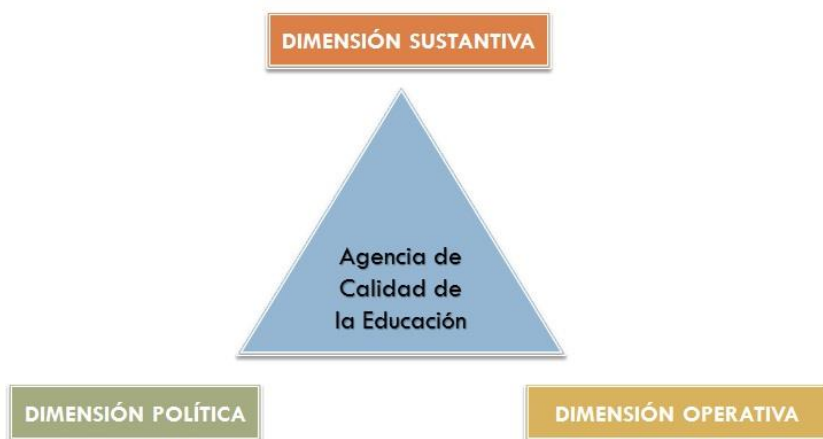 DIMENSIÓN SUSTANTIVA
Agencia de
Calidad de
la Educación
DIMENSIÓN POLÍTICA
DIMENSIÓN OPERATIVA